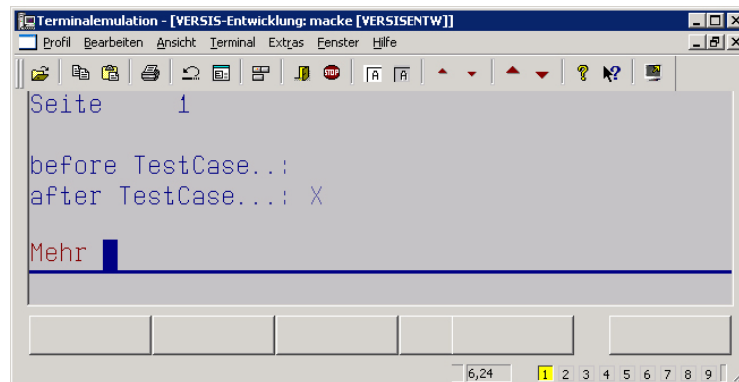 Terminalemulation - [VERSIS-Entwicklung: macke [VERSISENTW]]
Profil Bearbeiten Ansicht Terminal Extras Fenster Hilfe
STOP A A
Seite 1
before TestCase..:
after TestCase...: X
Mehr
6,24 1 2 3 4 5 6 7 8 9